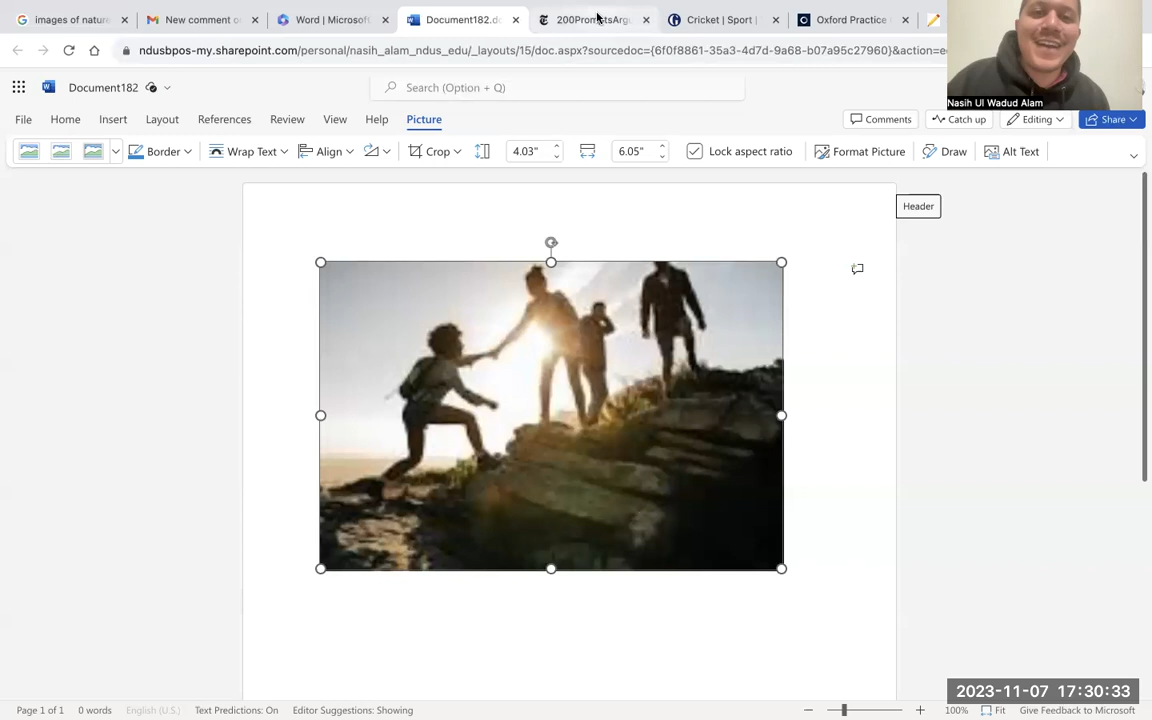 images of nature
New comment o
Word | Microsof
Document182.do
200PromptsArgu
Cricket | Sport |
Oxford Practice
ndusbpos-my.sharepoint.com/personal/nasih_alam_ndus_edu/_layouts/15/doc.aspx?sourcedoc={6f0f8861-35a3-4d7d-9a68-b07a95c27960}&action=e
Nasih Ul Wadud Alam
Document182
Search (Option + Q)
File Home Insert Layout References Review View Help Picture
Comments Catch up Editing Share
Border Wrap Text Align Crop 4.03" 6.05" Lock aspect ratio Format Picture Draw Alt Text
Header
2023-11-07 17:30:33
Page 1 of 1 0 words English (U.S.) Text Predictions: On Editor Suggestions: Showing 100% Fit Give Feedback to Microsoft